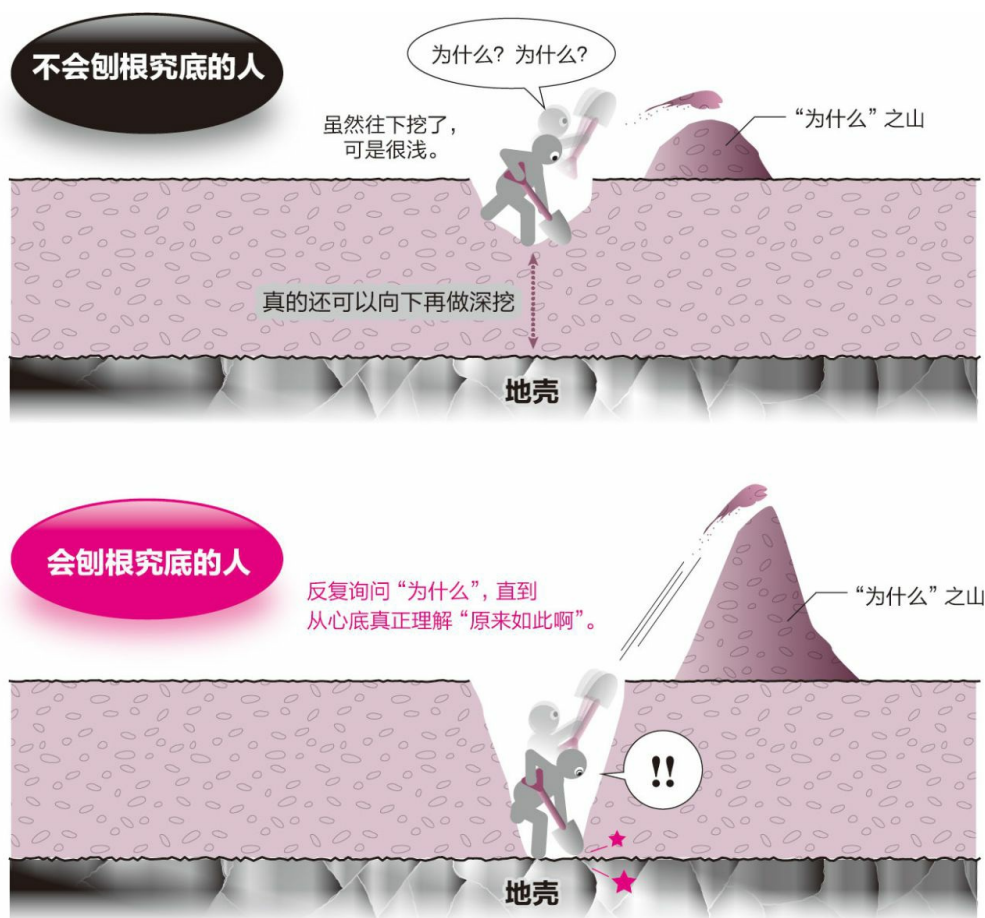 不会刨根究底的人
为什么？为什么？
虽然往下挖了，
可是很浅。
“为什么”之山
真的还可以向下再做深挖
地壳
会刨根究底的人
反复询问“为什么”，直到
从心底真正理解“原来如此啊”。
“为什么”之山
!!
地壳